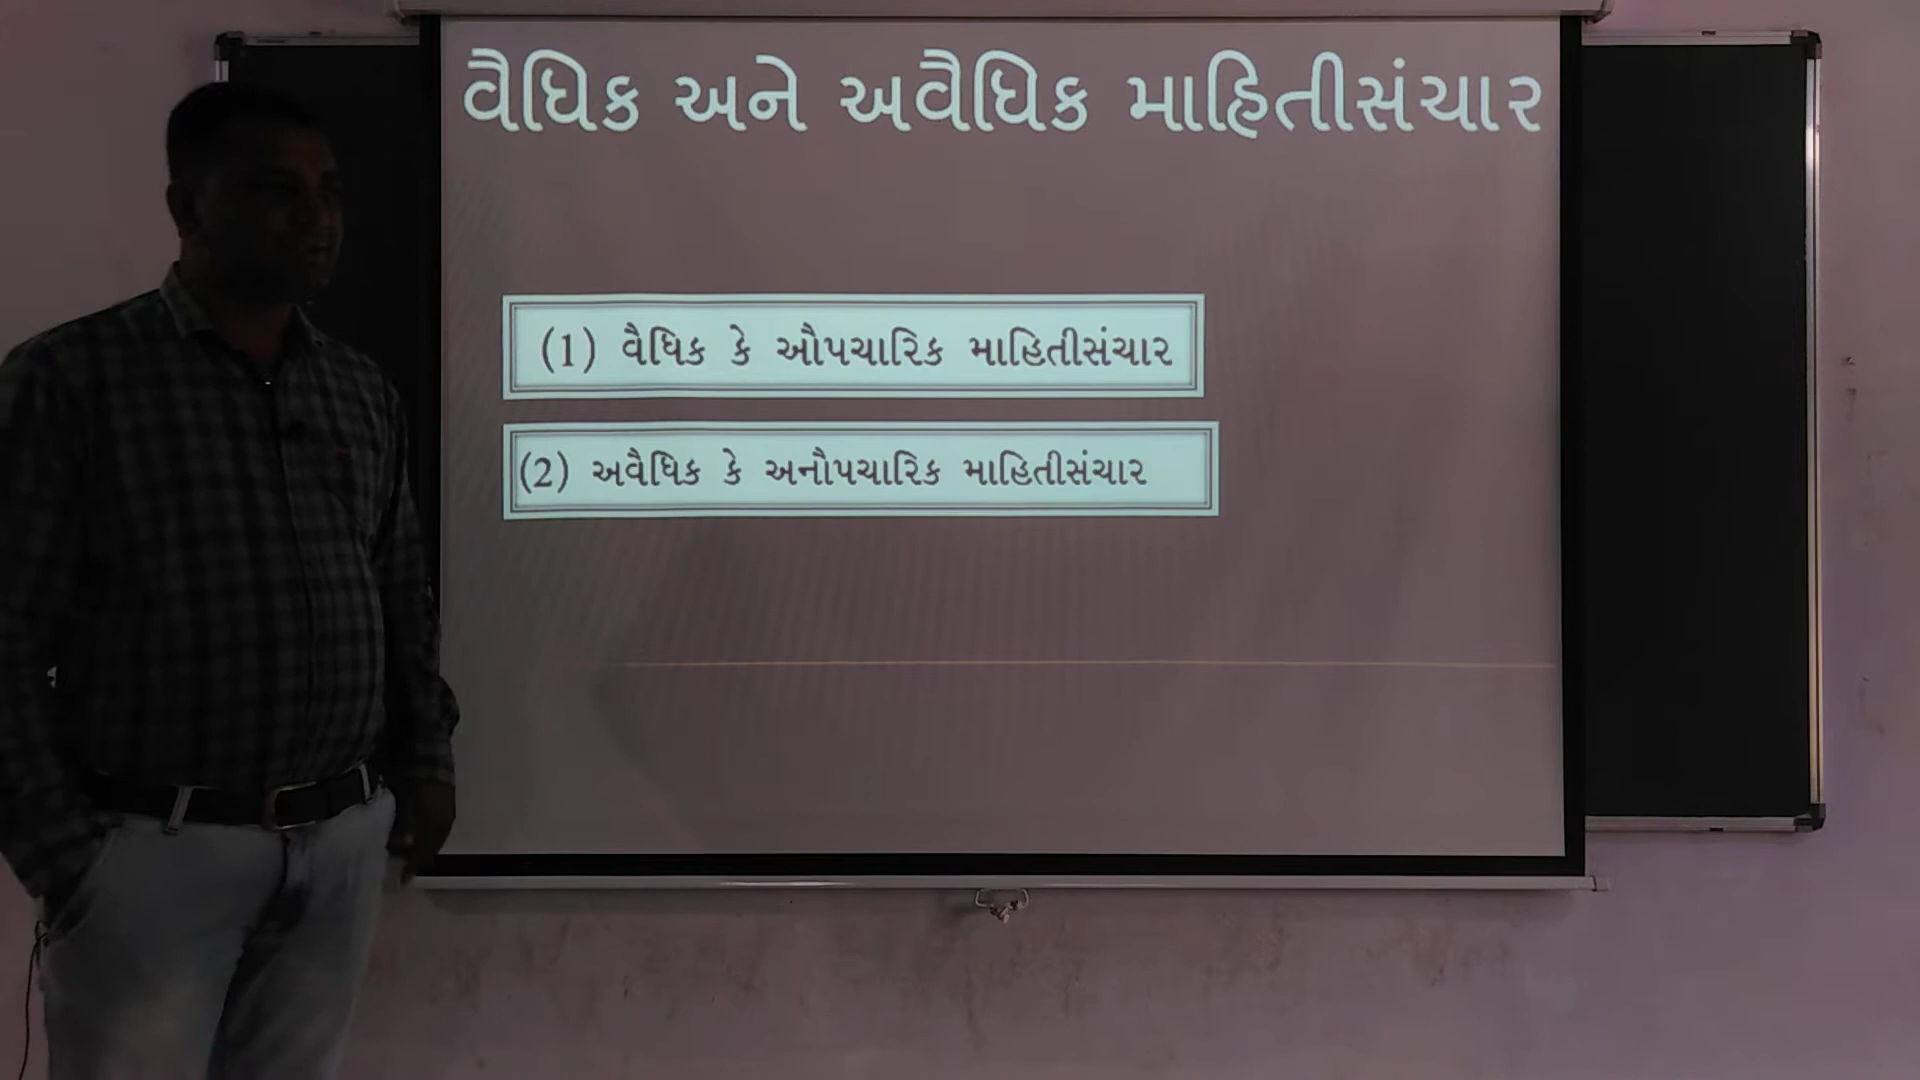 વૈધિક અને અવૈધિક માહિતીસંચાર
(1) વૈધિક કે ઔપચારિક માહિતીસંચાર
(2) અવૈધિક કે અનૌપચારિક માહિતીસંચાર